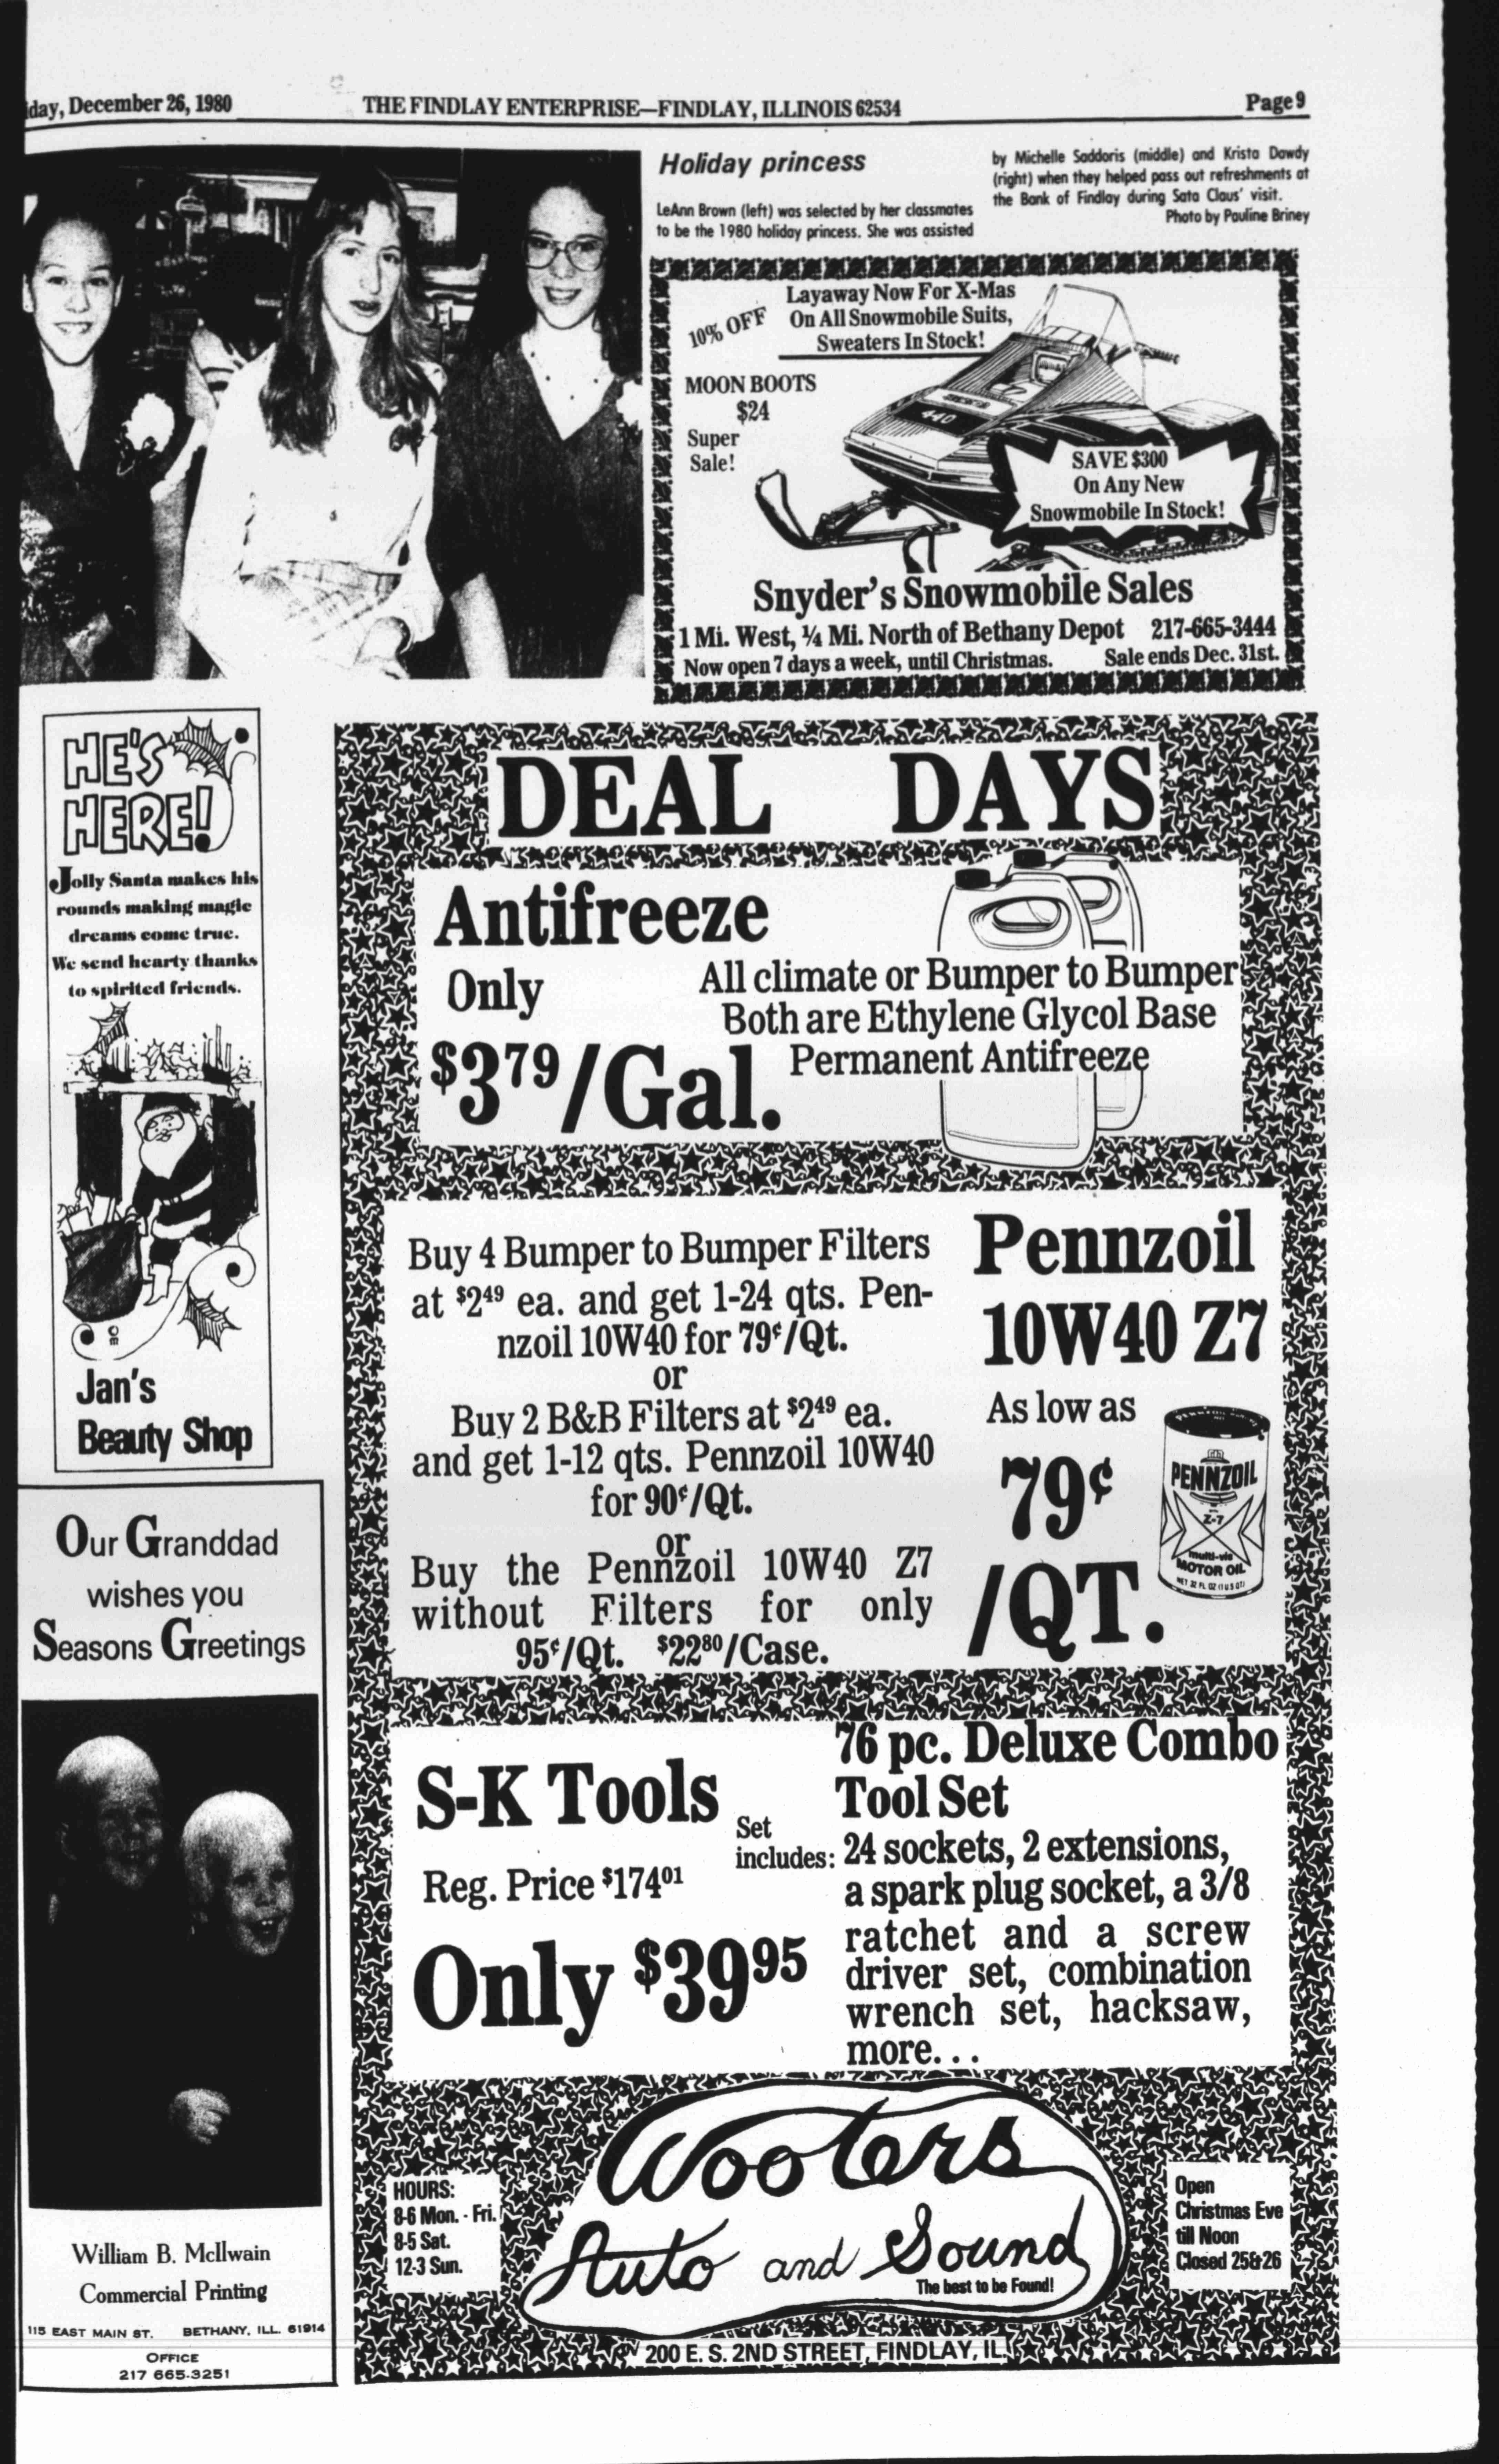 day, December 26, 1980
THE FINDLAY ENTERPRISE—FINDLAY, ILLINOIS 62534
Page 9
Holiday princess
LeAnn Brown (left) was selected by her classmates
to be the 1980 holiday princess. She was assisted
by Michelle Saddoris (middle) and Krista Dowdy
(right) when they helped pass out refreshments at
the Bank of Findlay during Sata Claus' visit.
Photo by Pauline Briney
10% OFF
Layaway Now For X-Mas
On All Snowmobile Suits,
Sweaters In Stock!
MOON BOOTS
$24
Super
Sale!
440
SAVE $300
On Any New
Snowmobile In Stock!
Snyder's Snowmobile Sales
1 Mi. West, ¼ Mi. North of Bethany Depot 217-665-3444
Now open 7 days a week, until Christmas. Sale ends Dec. 31st.
HE'S
HERE!
Jolly Santa makes his
rounds making magic
dreams come true.
We send hearty thanks
to spirited friends.
Jan's
Beauty Shop
Our Granddad
wishes you
Seasons Greetings
William B. McIlwain
Commercial Printing
115 EAST MAIN ST. BETHANY, ILL. 61914
OFFICE
217 665-3251
DEAL DAYS
Antifreeze
Only
$379/Gal.
All climate or Bumper to Bumper
Both are Ethylene Glycol Base
Permanent Antifreeze
Buy 4 Bumper to Bumper Filters
at $249 ea. and get 1-24 qts. Pen-
nzoil 10W40 for 79¢/Qt.
or
Buy 2 B&B Filters at $249 ea.
and get 1-12 qts. Pennzoil 10W40
for 90¢/Qt.
or
Buy the Pennzoil 10W40 Z7
without Filters for only
95¢/Qt. $2280/Case.
Pennzoil
10W40 Z7
As low as
79¢
/QT.
PENNZOIL
Z-7
multi-vis
MOTOR OIL
NET 32 FL OZ (1 US QT)
S-K Tools
Reg. Price $17401
Only $3995
76 pc. Deluxe Combo
Tool Set
Set
includes: 24 sockets, 2 extensions,
a spark plug socket, a 3/8
ratchet and a screw
driver set, combination
wrench set, hacksaw,
more. . .
HOURS:
8-6 Mon. - Fri.
8-5 Sat.
12-3 Sun.
Wooters
Auto and Sound
The best to be Found!
Open
Christmas Eve
till Noon
Closed 25&26
200 E. S. 2ND STREET, FINDLAY, IL.